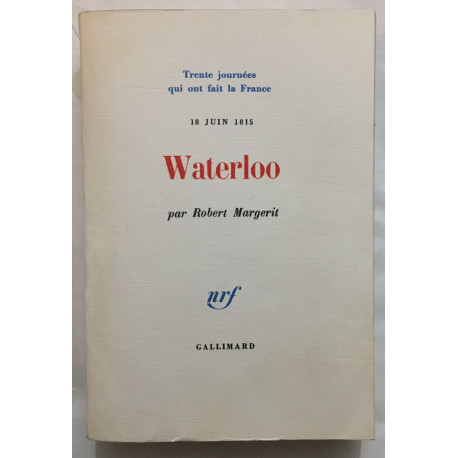 Trente journées
qui ont fait la France
18 JUIN 1815
Waterloo
par Robert Margerit
nrf
GALLIMARD